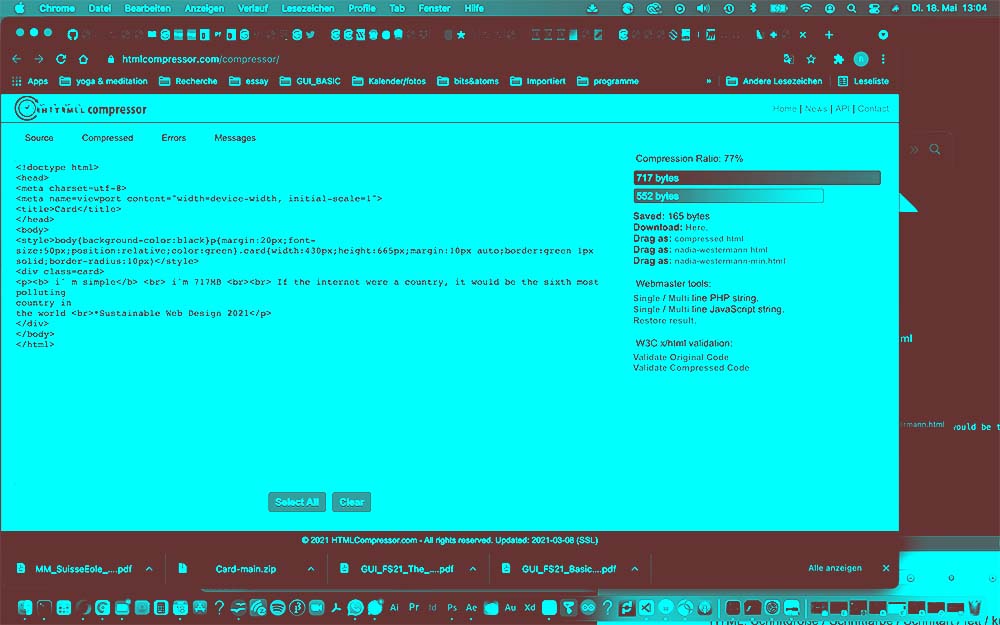 Chrome Datei Bearbeiten Anzeigen Verlauf Lesezeichen Profile Tab Fenster Hilfe Di. 18. Mai 13:04
htmlcompressor.com/compressor/
Apps yoga & meditation Recherche essay GUI_BASIC Kalender/fotos bits&atoms Importiert programme » Andere Lesezeichen Leseliste
compressor Home | News | API | Contact
Source Compressed Errors Messages
<!doctype html>
<head>
<meta charset=utf-8>
<meta name=viewport content="width=device-width, initial-scale=1">
<title>Card</title>
</head>
<body>
<style>body{background-color:black}p{margin:20px;font-
size:50px;position:relative;color:green}.card{width:430px;height:665px;margin:10px auto;border:green 1px
solid;border-radius:10px}</style>
<div class=card>
<p><b> i´ m simple</b> <br> i´m 717MB <br><br> If the internet were a country, it would be the sixth most
polluting
country in
the world <br>*Sustainable Web Design 2021</p>
</div>
</body>
</html>
Compression Ratio: 77%
717 bytes
552 bytes
Saved: 165 bytes
Download: Here.
Drag as: compressed.html
Drag as: nadia-westermann.html
Drag as: nadia-westermann-min.html
Webmaster tools:
Single / Multi line PHP string.
Single / Multi line JavaScript string.
Restore result.
W3C x/html validation:
Validate Original Code
Validate Compressed Code
Select All Clear
© 2021 HTMLCompressor.com - All rights reserved. Updated: 2021-03-08 (SSL)
MM_SuisseEole_....pdf Card-main.zip GUI_FS21_The_....pdf GUI_FS21_Basic....pdf Alle anzeigen
Ai Pr Id Ps Ae Au Xd